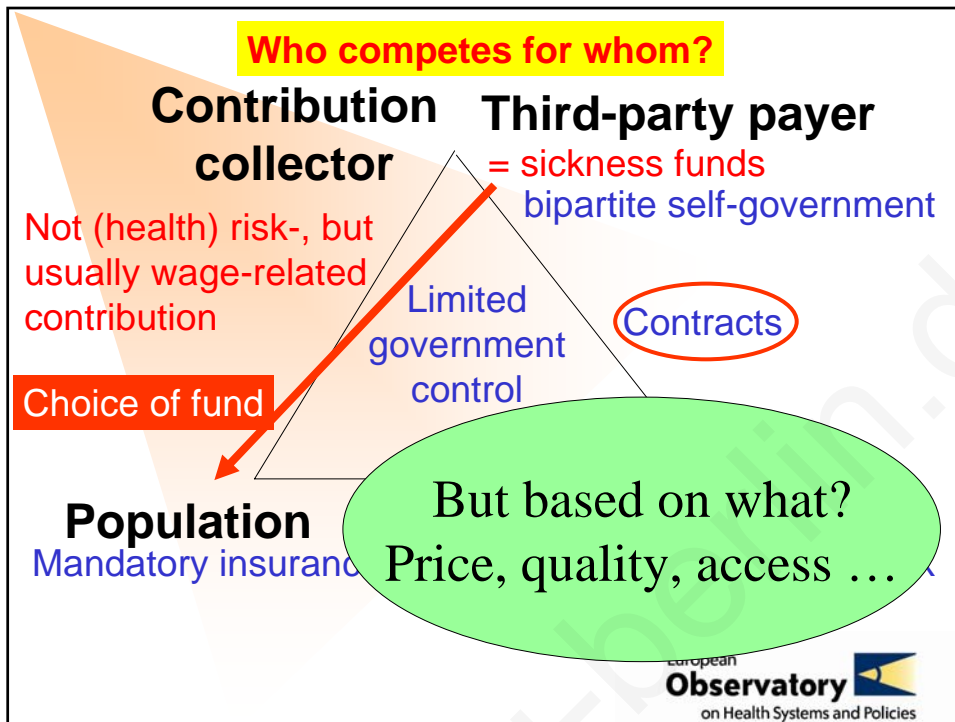 Who competes for whom?
Contribution
collector
Third-party payer
= sickness funds
bipartite self-government
Not (health) risk-, but
usually wage-related
contribution
Limited
government
control
Contracts
Choice of fund
But based on what?
Price, quality, access …
Population
Mandatory insuranc
European
Observatory
on Health Systems and Policies